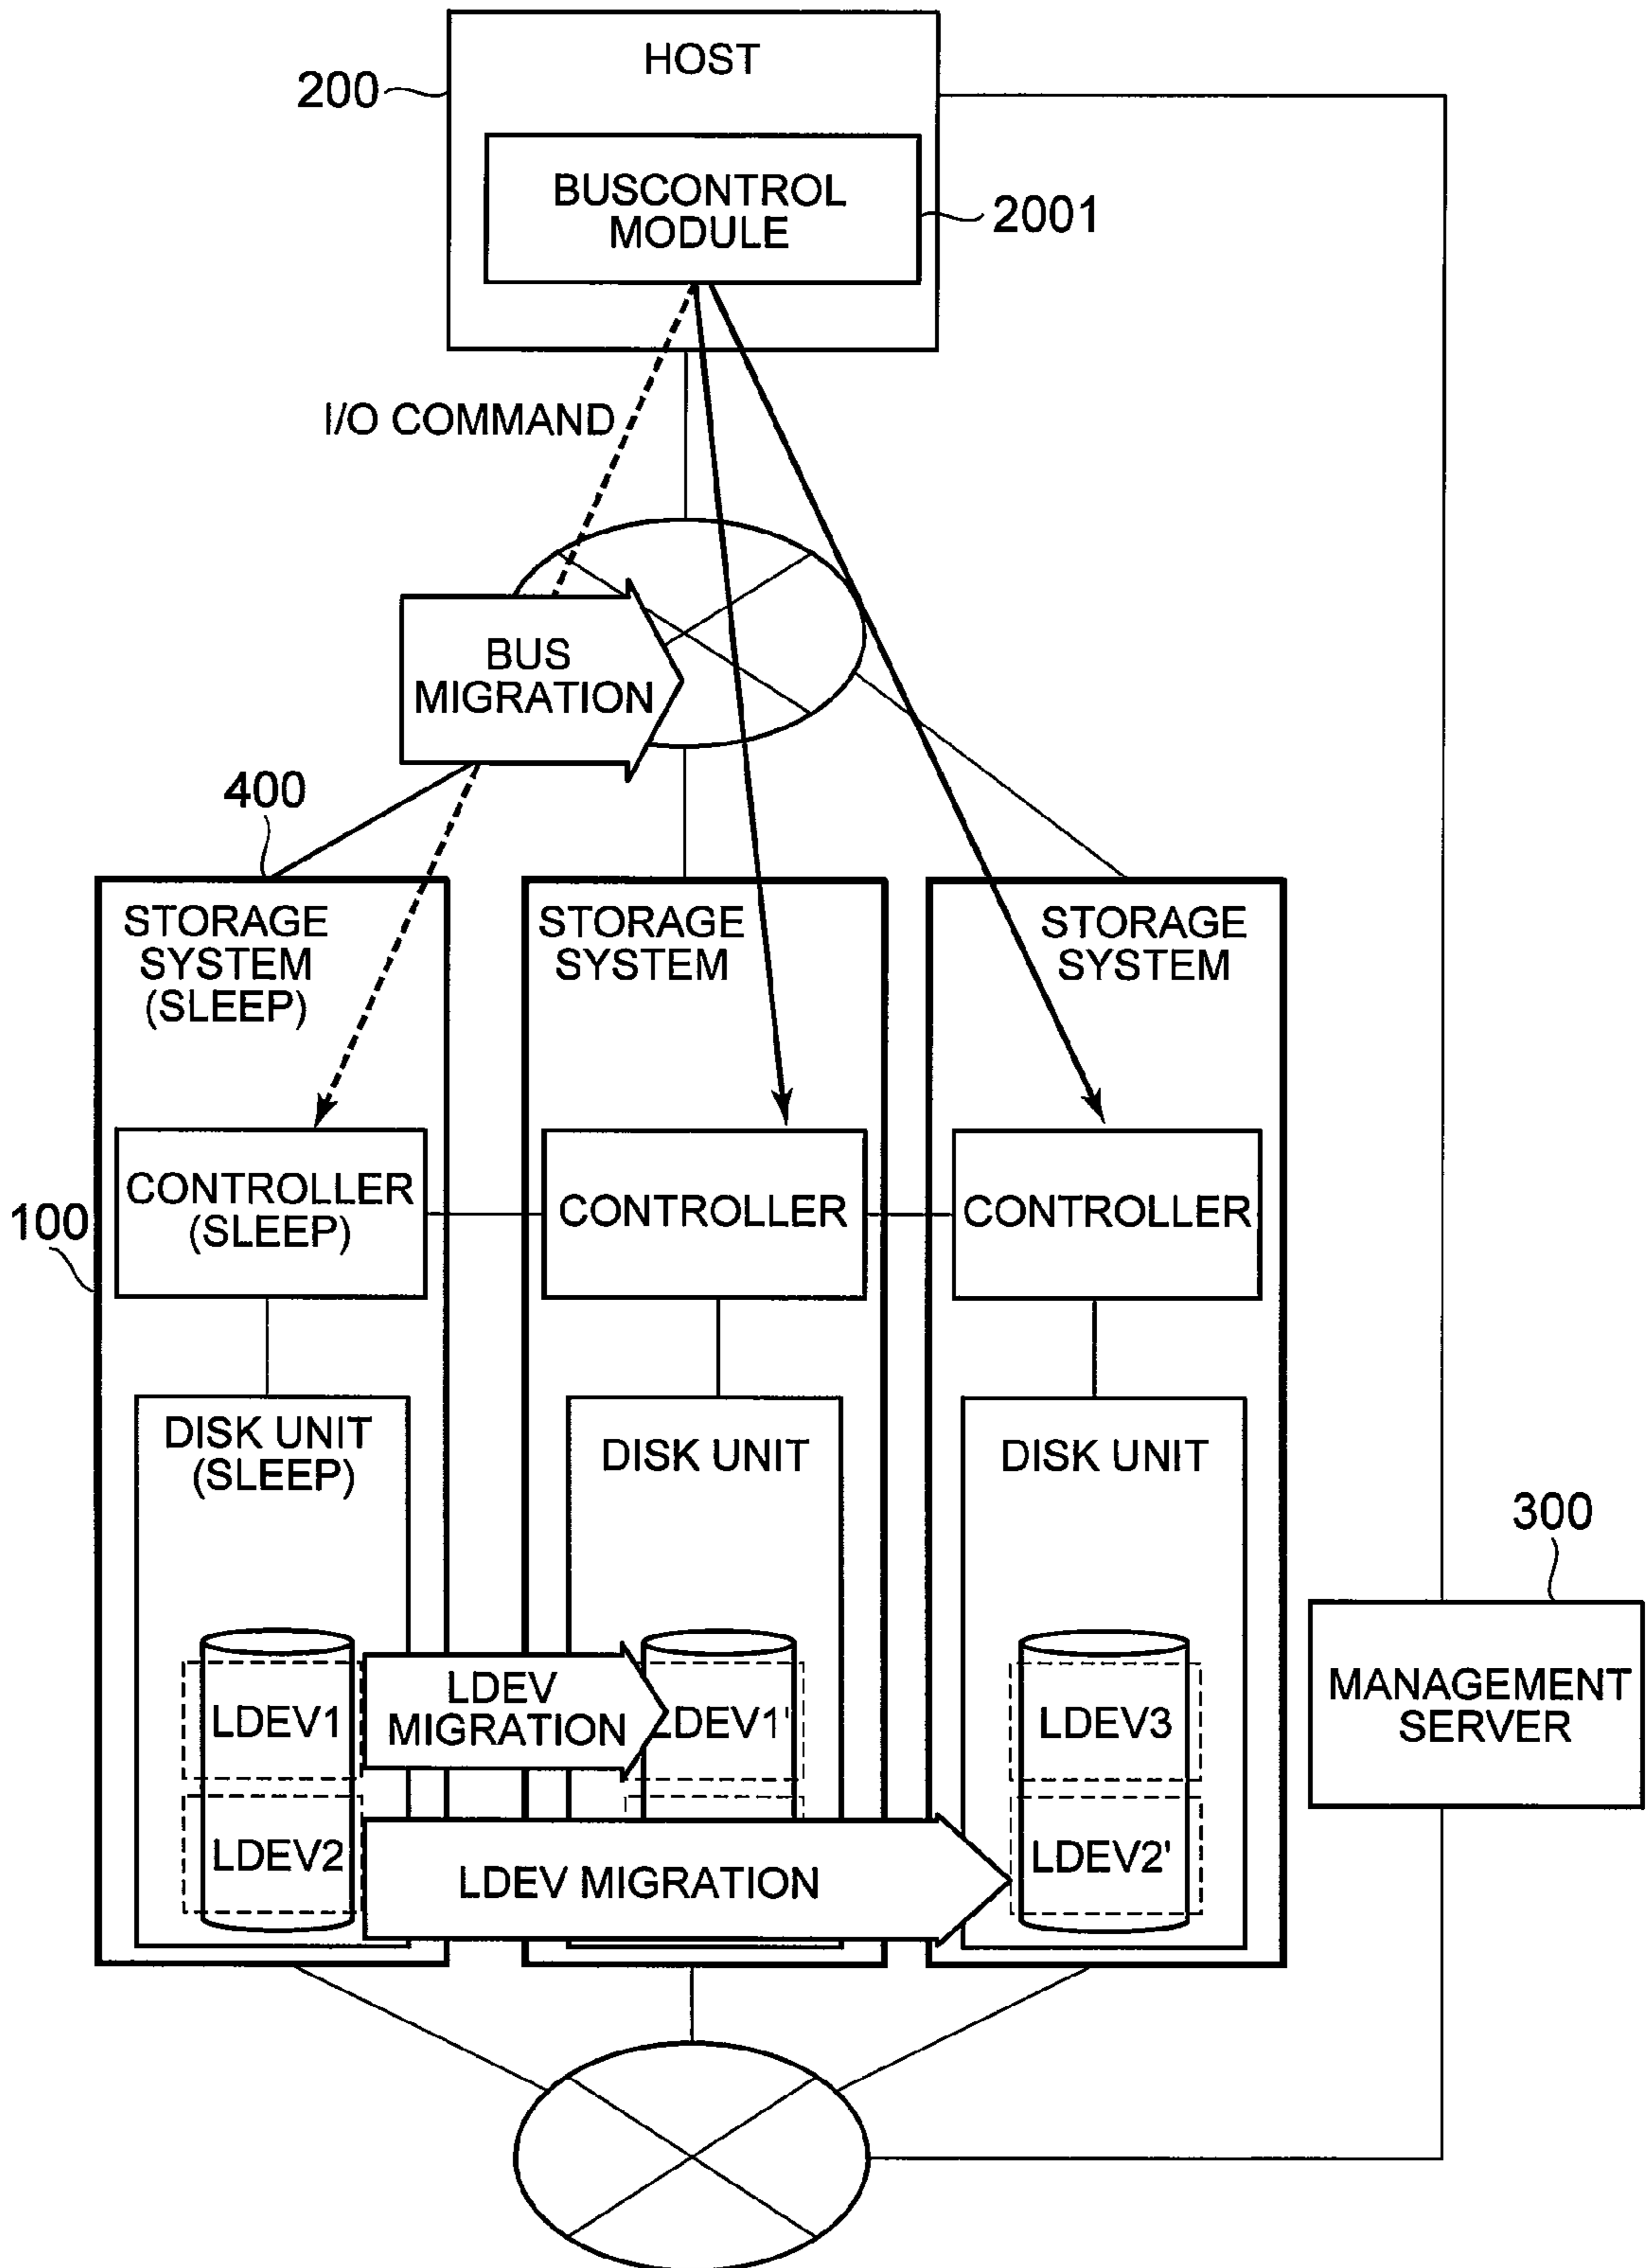 HOST
200
BUSCONTROL
MODULE
2001
I/O COMMAND
BUS
MIGRATION
400
STORAGE
SYSTEM
(SLEEP)
STORAGE
SYSTEM
STORAGE
SYSTEM
100
CONTROLLER
(SLEEP)
CONTROLLER
CONTROLLER
DISK UNIT
(SLEEP)
DISK UNIT
DISK UNIT
300
MANAGEMENT
SERVER
LDEV1
LDEV
MIGRATION
LDEV1'
LDEV3
LDEV2
LDEV MIGRATION
LDEV2'